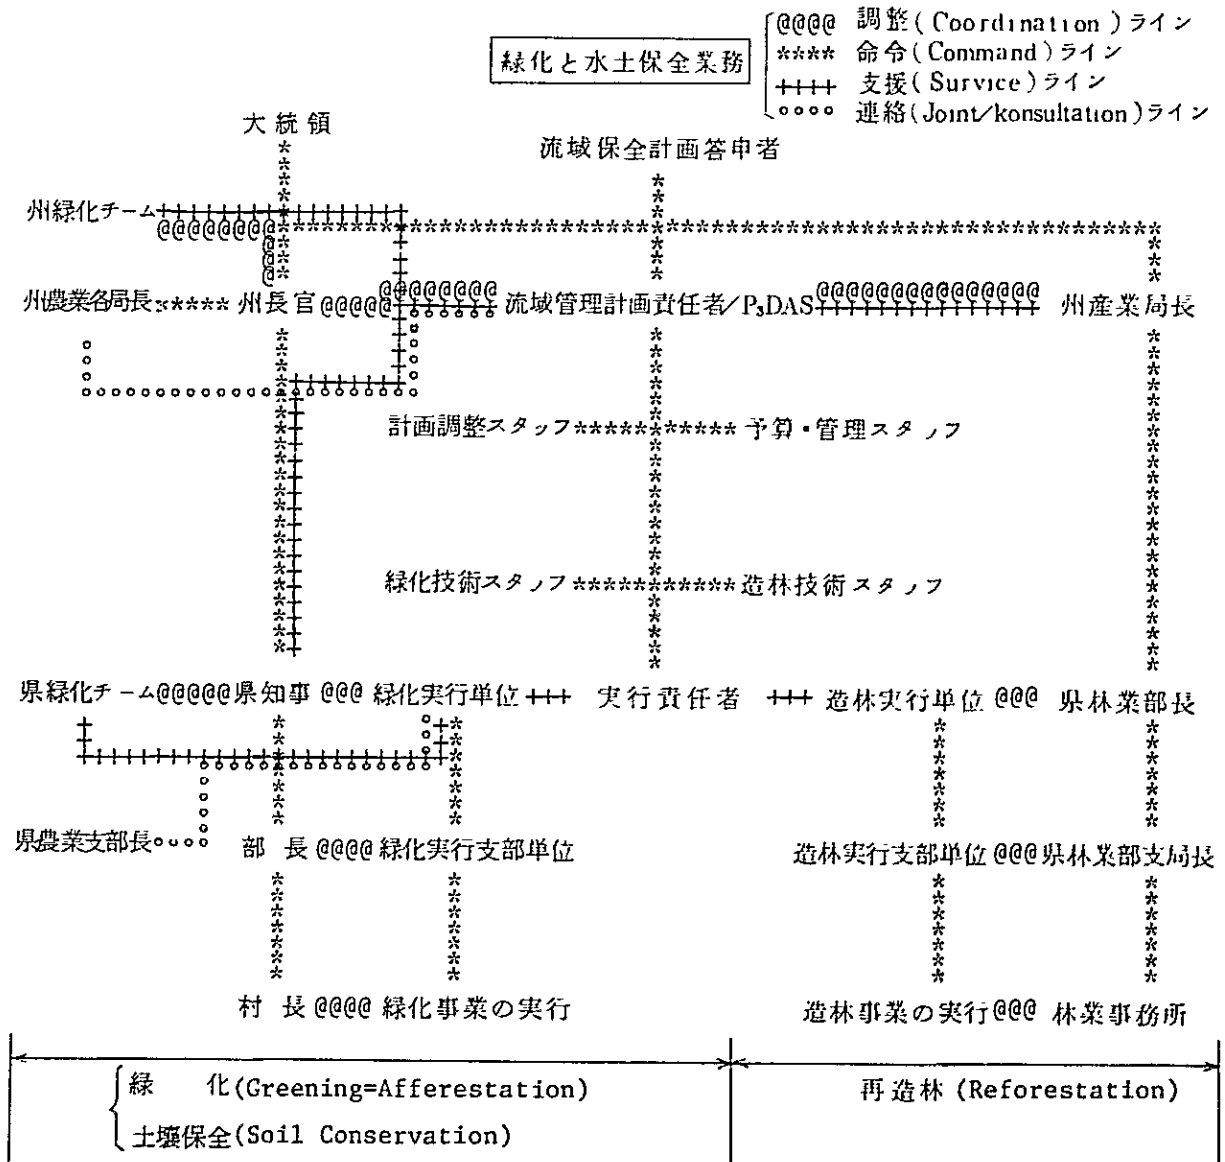 @@@@ 調整(Coordination)ライン
緑化と水土保全業務
**** 命令(Command)ライン
++++ 支援(Survice)ライン
oooo 連絡(Joint/konsultation)ライン
大統領
流域保全計画答申者
州緑化チーム
州農業各局長 ***** 州長官 @@@@@ 流域管理計画責任者/P₃DAS 州産業局長
計画調整スタッフ *********** 予算・管理スタッフ
緑化技術スタッフ *********** 造林技術スタッフ
県緑化チーム @@@@@ 県知事 @@@ 緑化実行単位 +++ 実行責任者 +++ 造林実行単位 @@@ 県林業部長
県農業支部長 oooo 部長 @@@@ 緑化実行支部単位 造林実行支部単位 @@@ 県林業部支局長
村長 @@@@ 緑化事業の実行 造林事業の実行 @@@ 林業事務所
緑化(Greening=Afferestation) 再造林(Reforestation)
土壌保全(Soil Conservation)